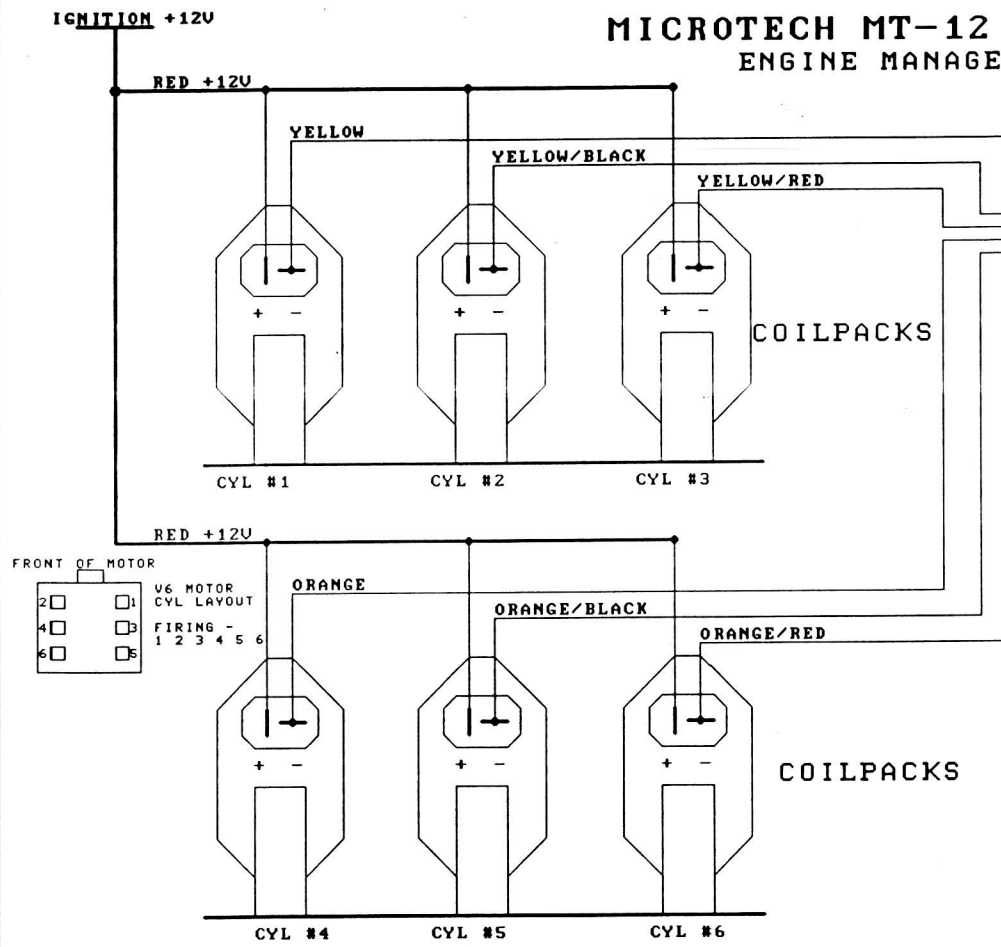 IGNITION +12V
MICROTECH MT-12
ENGINE MANAGE
RED +12V
YELLOW
YELLOW/BLACK
YELLOW/RED
+ -
+ -
+ -
COILPACKS
CYL #1
CYL #2
CYL #3
RED +12V
FRONT OF MOTOR
V6 MOTOR
CYL LAYOUT
2 1
4 3
6 5
FIRING -
1 2 3 4 5 6
ORANGE
ORANGE/BLACK
ORANGE/RED
+ -
+ -
+ -
COILPACKS
CYL #4
CYL #5
CYL #6